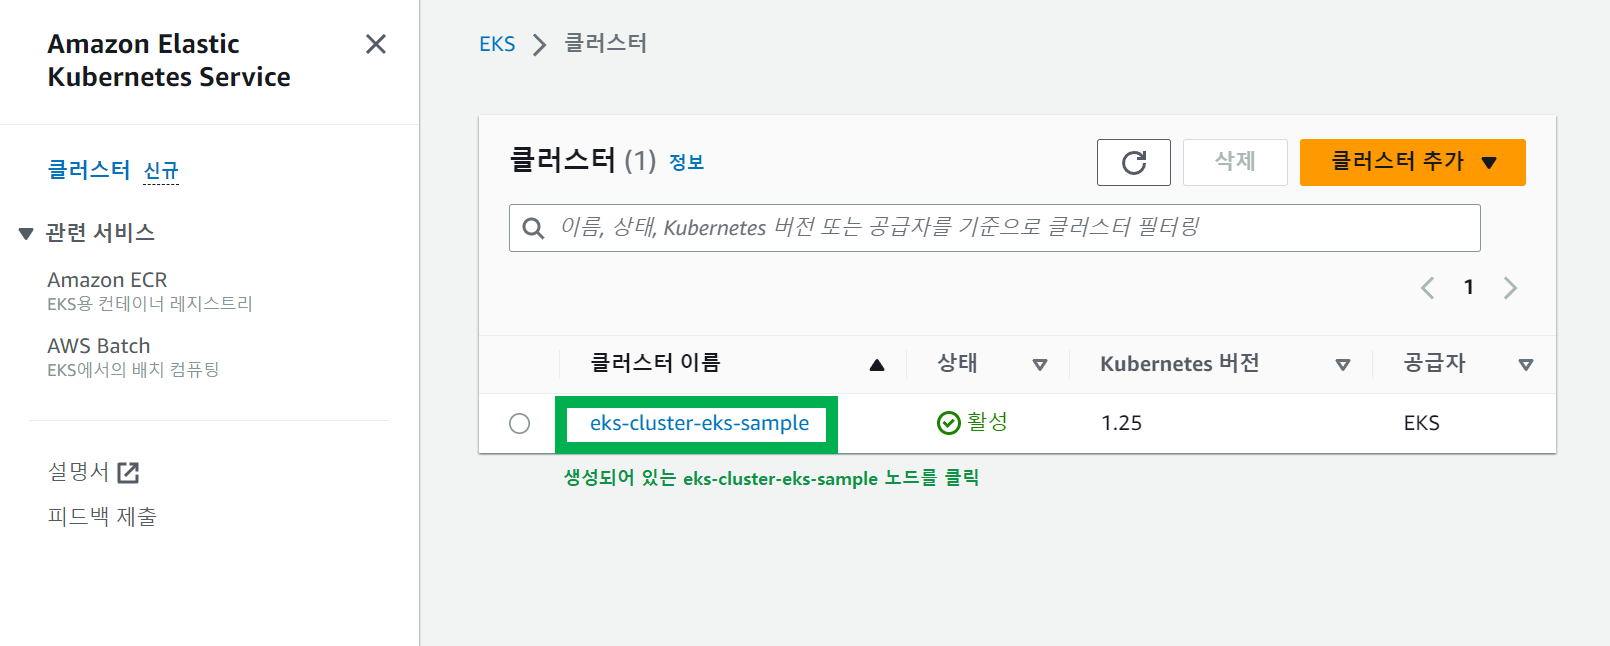 Amazon Elastic
Kubernetes Service
클러스터 신규
관련 서비스
Amazon ECR
EKS용 컨테이너 레지스트리
AWS Batch
EKS에서의 배치 컴퓨팅
설명서
피드백 제출
EKS 클러스터
클러스터 (1) 정보
삭제
클러스터 추가
이름, 상태, Kubernetes 버전 또는 공급자를 기준으로 클러스터 필터링
1
클러스터 이름 상태 Kubernetes 버전 공급자
eks-cluster-eks-sample 활성 1.25 EKS
생성되어 있는 eks-cluster-eks-sample 노드를 클릭